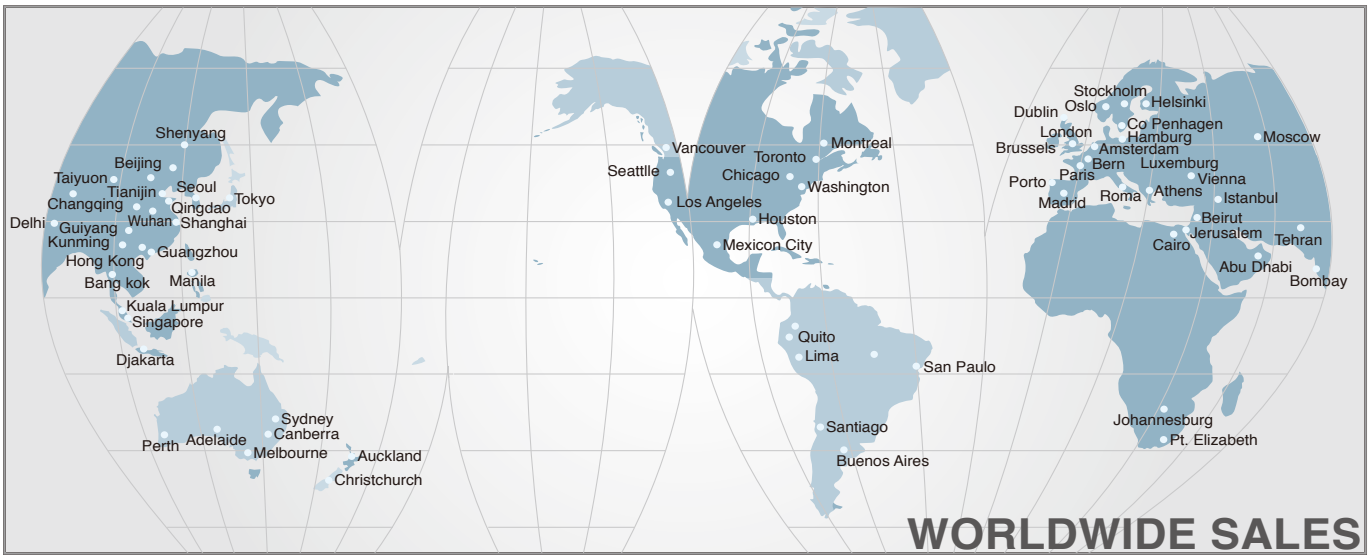 Shenyang
Beijing
Taiyuon
Tianjin
Seoul
Changqing
Qingdao
Tokyo
Delhi
Guiyang
Wuhan
Shanghai
Kunming
Hong Kong
Guangzhou
Bang kok
Manila
Kuala Lumpur
Singapore
Djakarta
Sydney
Canberra
Adelaide
Perth
Melbourne
Auckland
Christchurch
Vancouver
Seattlle
Los Angeles
Montreal
Toronto
Chicago
Washington
Houston
Mexicon City
Quito
Lima
San Paulo
Santiago
Buenos Aires
Stockholm
Oslo
Helsinki
Dublin
London
Co Penhagen
Hamburg
Brussels
Amsterdam
Moscow
Paris
Bern
Luxemburg
Vienna
Porto
Madrid
Roma
Athens
Istanbul
Beirut
Jerusalem
Cairo
Tehran
Abu Dhabi
Bombay
Johannesburg
Pt. Elizabeth
WORLDWIDE SALES